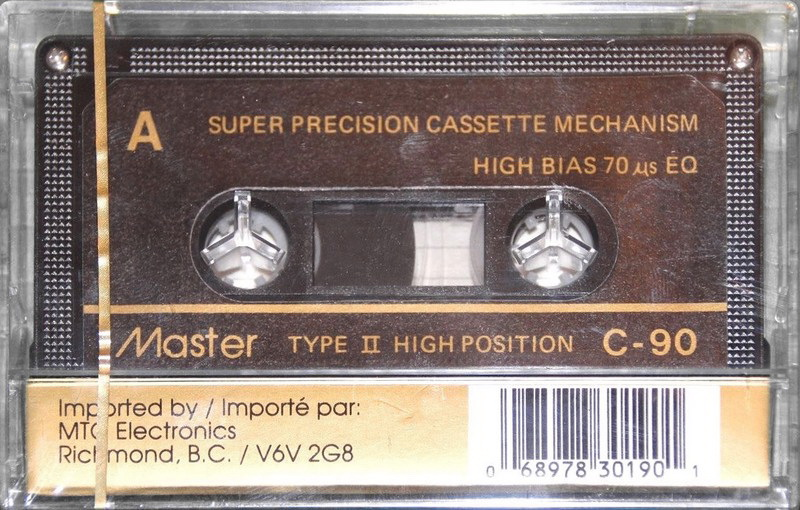 A
SUPER PRECISION CASSETTE MECHANISM
HIGH BIAS 70 µs EQ
Master TYPE II HIGH POSITION C-90
Imported by / Importé par:
MTC Electronics
Richmond, B.C. / V6V 2G8
0 68978 30190 1